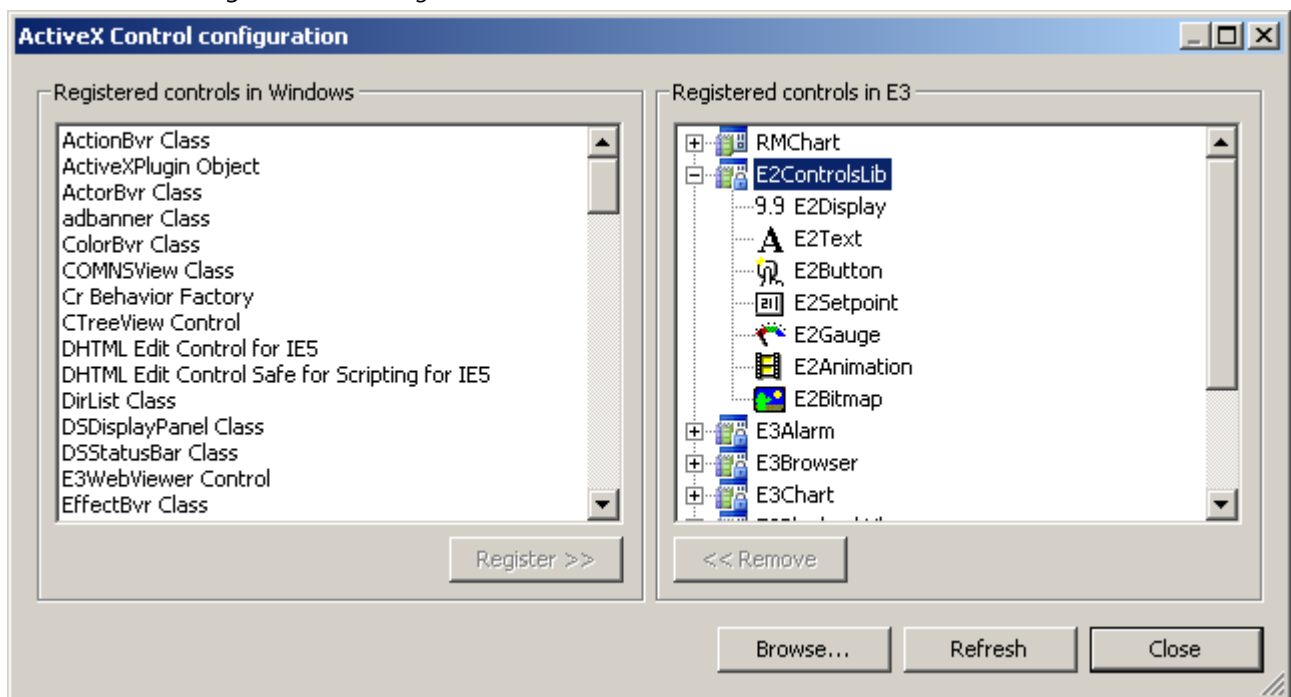 ActiveX Control configuration
Registered controls in Windows
ActionBvr Class
ActiveXPlugin Object
ActorBvr Class
adbanner Class
ColorBvr Class
COMNSView Class
Cr Behavior Factory
CTreeView Control
DHTML Edit Control for IE5
DHTML Edit Control Safe for Scripting for IE5
DirList Class
DSDisplayPanel Class
DSStatusBar Class
E3WebViewer Control
EffectBvr Class
Register >>
Registered controls in E3
RMChart
E2ControlsLib
9.9 E2Display
A E2Text
E2Button
E2Setpoint
E2Gauge
E2Animation
E2Bitmap
E3Alarm
E3Browser
E3Chart
<< Remove
Browse...
Refresh
Close